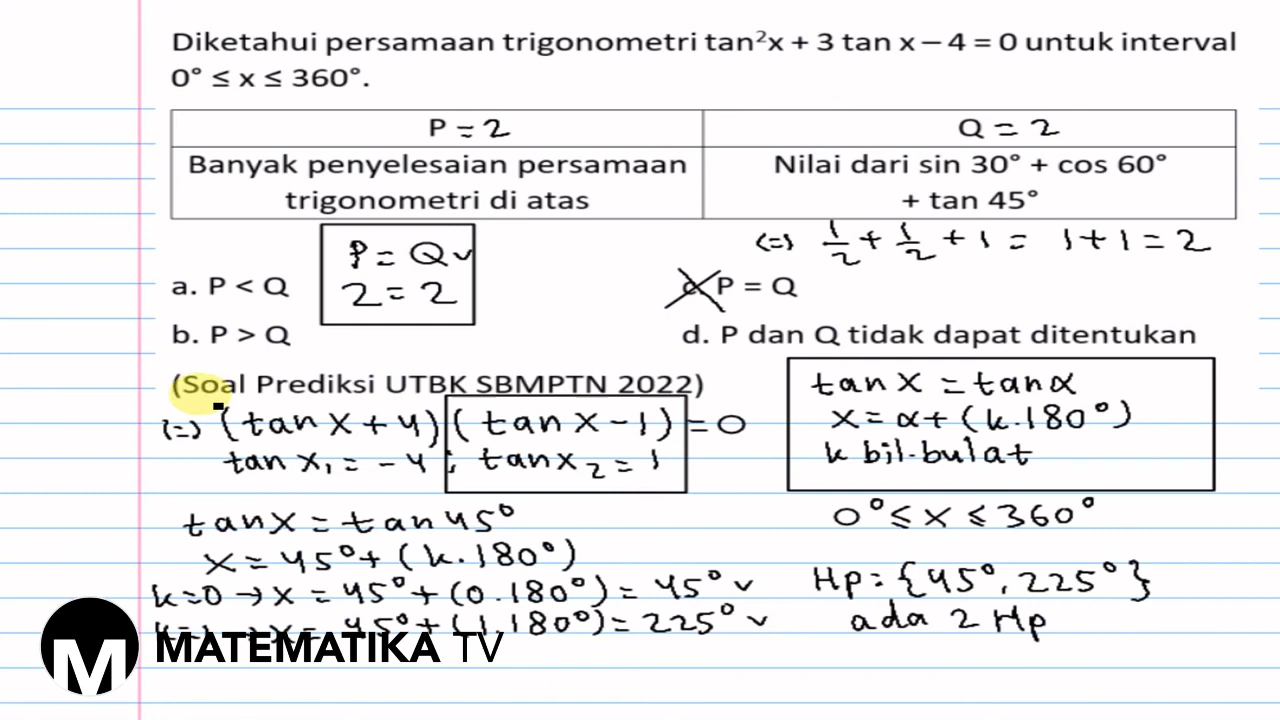 Diketahui persamaan trigonometri tan²x + 3 tan x – 4 = 0 untuk interval
0° ≤ x ≤ 360°.
P = 2
Q = 2
Banyak penyelesaian persamaan
trigonometri di atas
Nilai dari sin 30° + cos 60°
+ tan 45°
(=) 1/2 + 1/2 + 1 = 1 + 1 = 2
P = Q ✓
2 = 2
a. P < Q
c. P = Q
b. P > Q
d. P dan Q tidak dapat ditentukan
(Soal Prediksi UTBK SBMPTN 2022)
(=) (tan x + 4) (tan x - 1) = 0
tan x₁ = -4 ; tan x₂ = 1
tan x = tan α
x = α + (k.180°)
k bil.bulat
tan x = tan 45°
x = 45° + (k.180°)
k=0 → x = 45° + (0.180°) = 45° ✓
k=1 → x = 45° + (1.180°) = 225° ✓
0° ≤ x ≤ 360°
Hp = {45°, 225°}
ada 2 Hp
M MATEMATIKA TV